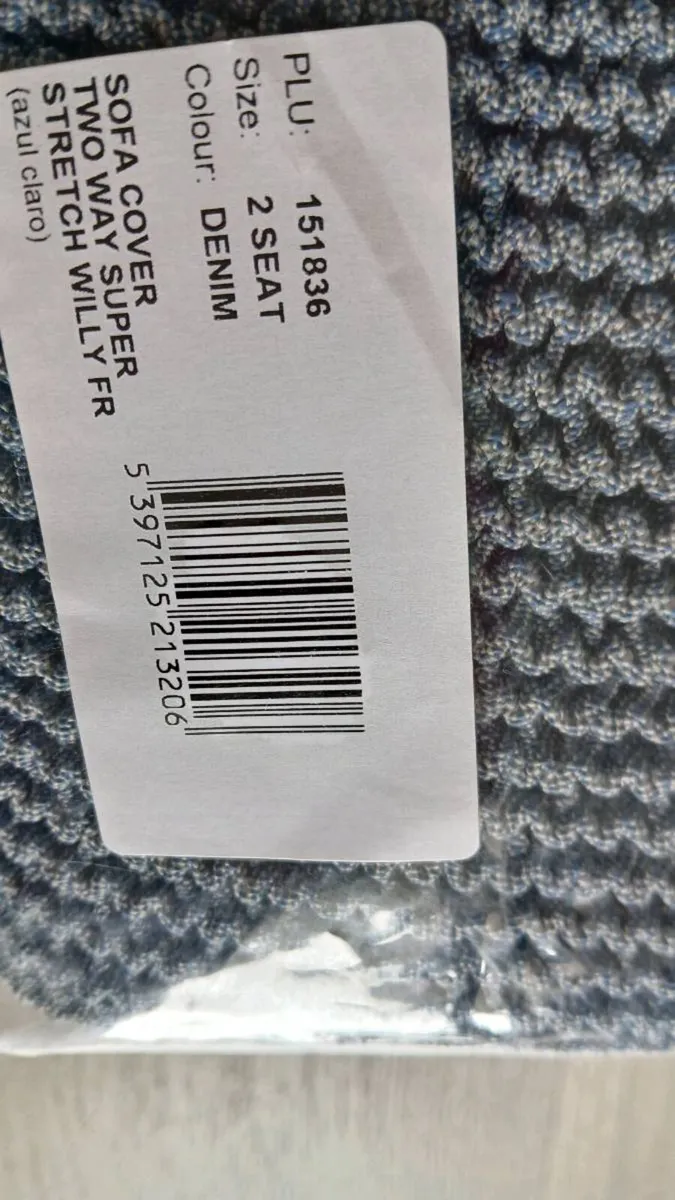 PLU: 151836
Size: 2 SEAT
Colour: DENIM
SOFA COVER
TWO WAY SUPER
STRETCH WILLY FR
(azul claro)
5 397125 213206